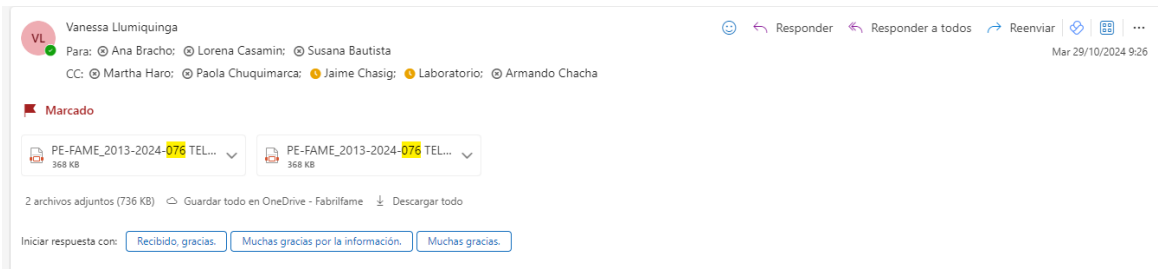 VL
Vanessa Llumiquinga
Responder Responder a todos Reenviar
Para: Ana Bracho; Lorena Casamin; Susana Bautista
Mar 29/10/2024 9:26
CC: Martha Haro; Paola Chuquimarca; Jaime Chasig; Laboratorio; Armando Chacha
Marcado
PE-FAME_2013-2024-076 TEL... PE-FAME_2013-2024-076 TEL...
368 KB 368 KB
2 archivos adjuntos (736 KB) Guardar todo en OneDrive - Fabrilfame Descargar todo
Iniciar respuesta con: Recibido, gracias. Muchas gracias por la información. Muchas gracias.